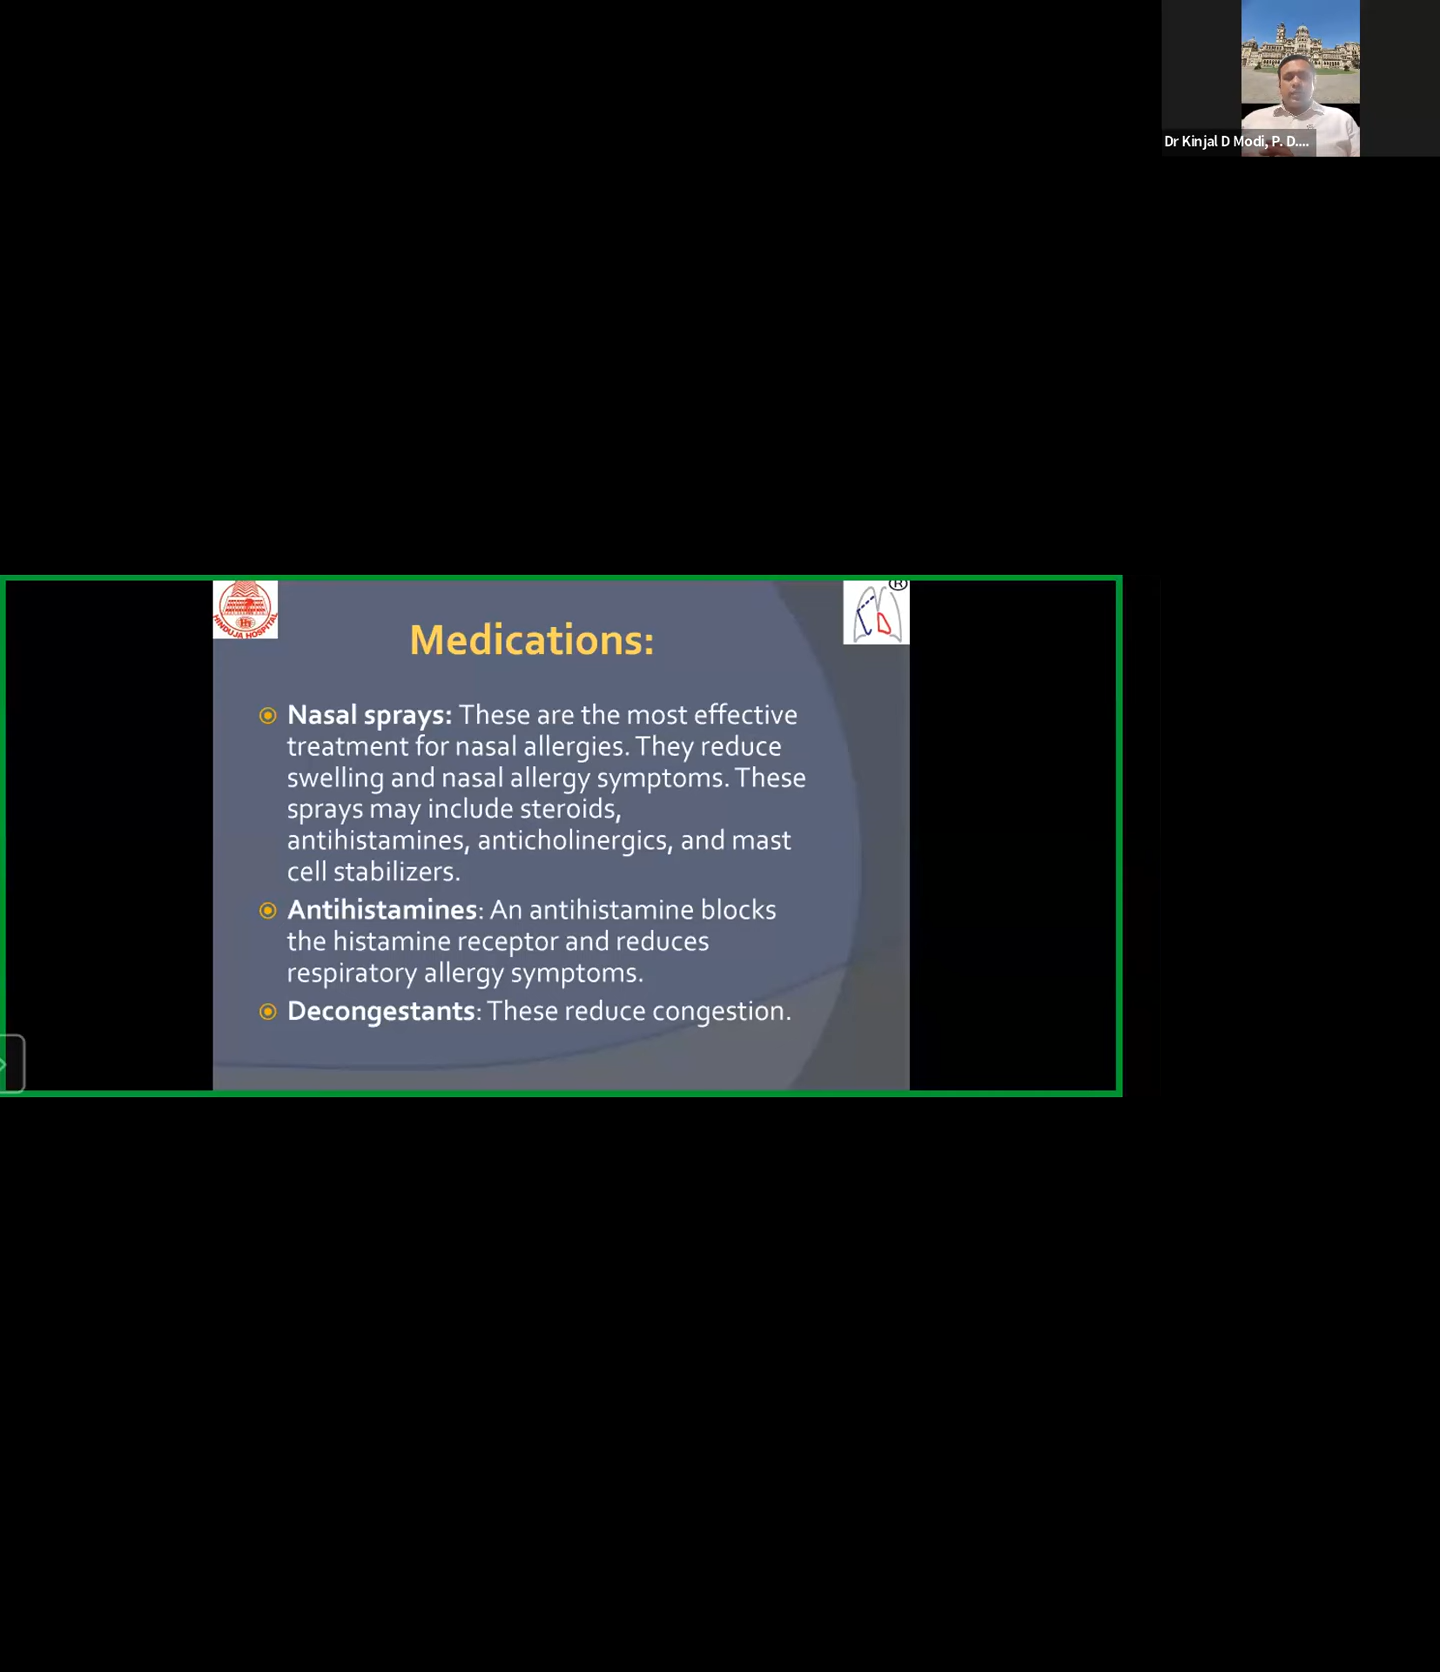 Dr Kinjal D Modi, P. D....
HINDUJA HOSPITAL
®
Medications:
Nasal sprays: These are the most effective
treatment for nasal allergies. They reduce
swelling and nasal allergy symptoms. These
sprays may include steroids,
antihistamines, anticholinergics, and mast
cell stabilizers.
Antihistamines: An antihistamine blocks
the histamine receptor and reduces
respiratory allergy symptoms.
Decongestants: These reduce congestion.